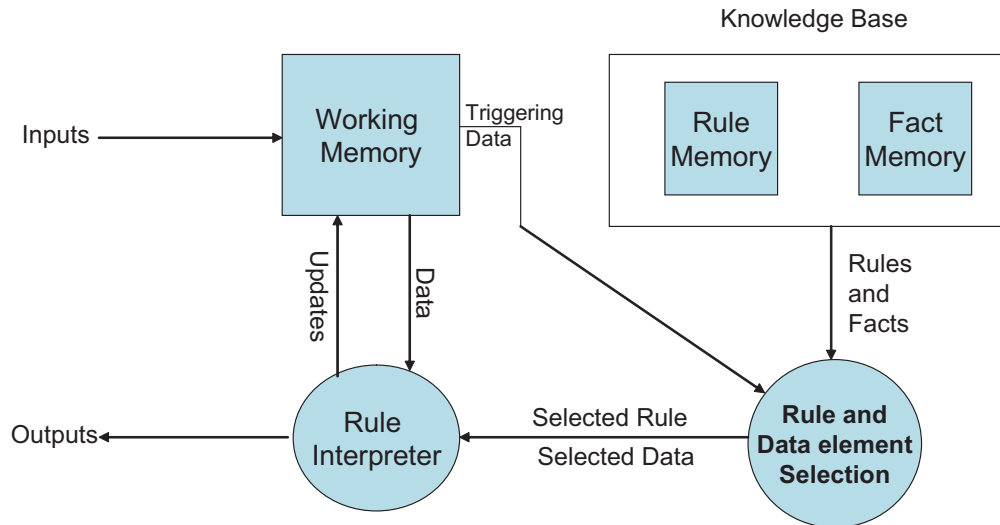 Knowledge Base
Inputs
Working
Memory
Triggering
Data
Rule
Memory
Fact
Memory
Updates
Data
Rules
and
Facts
Outputs
Rule
Interpreter
Selected Rule
Selected Data
Rule and
Data element
Selection